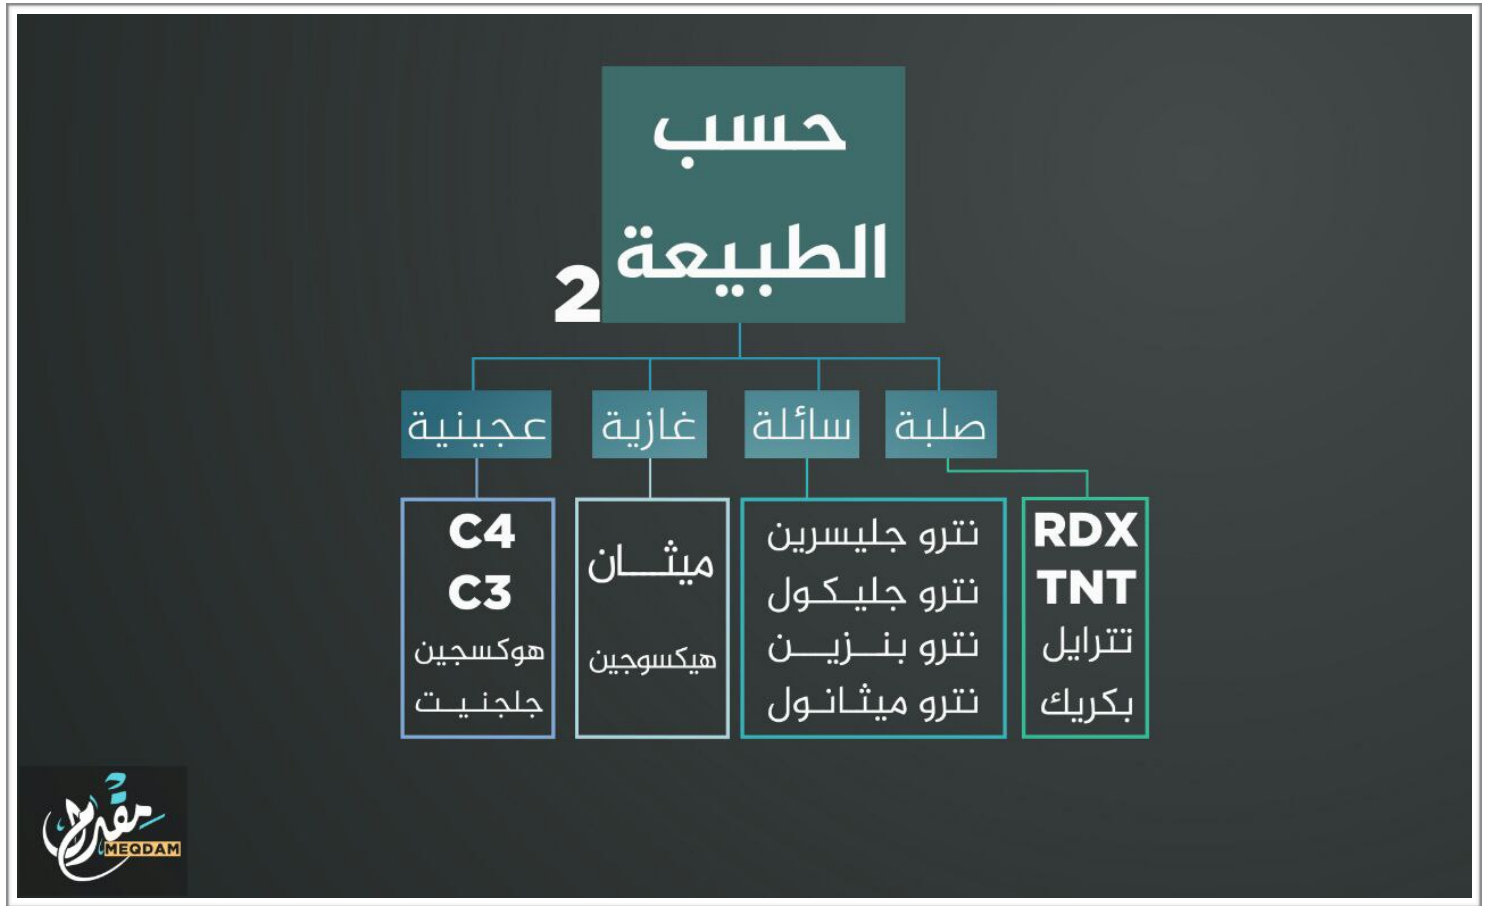 حسب
الطبيعة
2
صلبة
سائلة
غازية
عجينية
RDX
TNT
تترايل
بكريك
نترو جليسرين
نترو جليكول
نترو بنزين
نترو ميثانول
ميثان
هيكسوجين
C4
C3
هوكسجين
جلجنيت
مِقْدام
MEQDAM